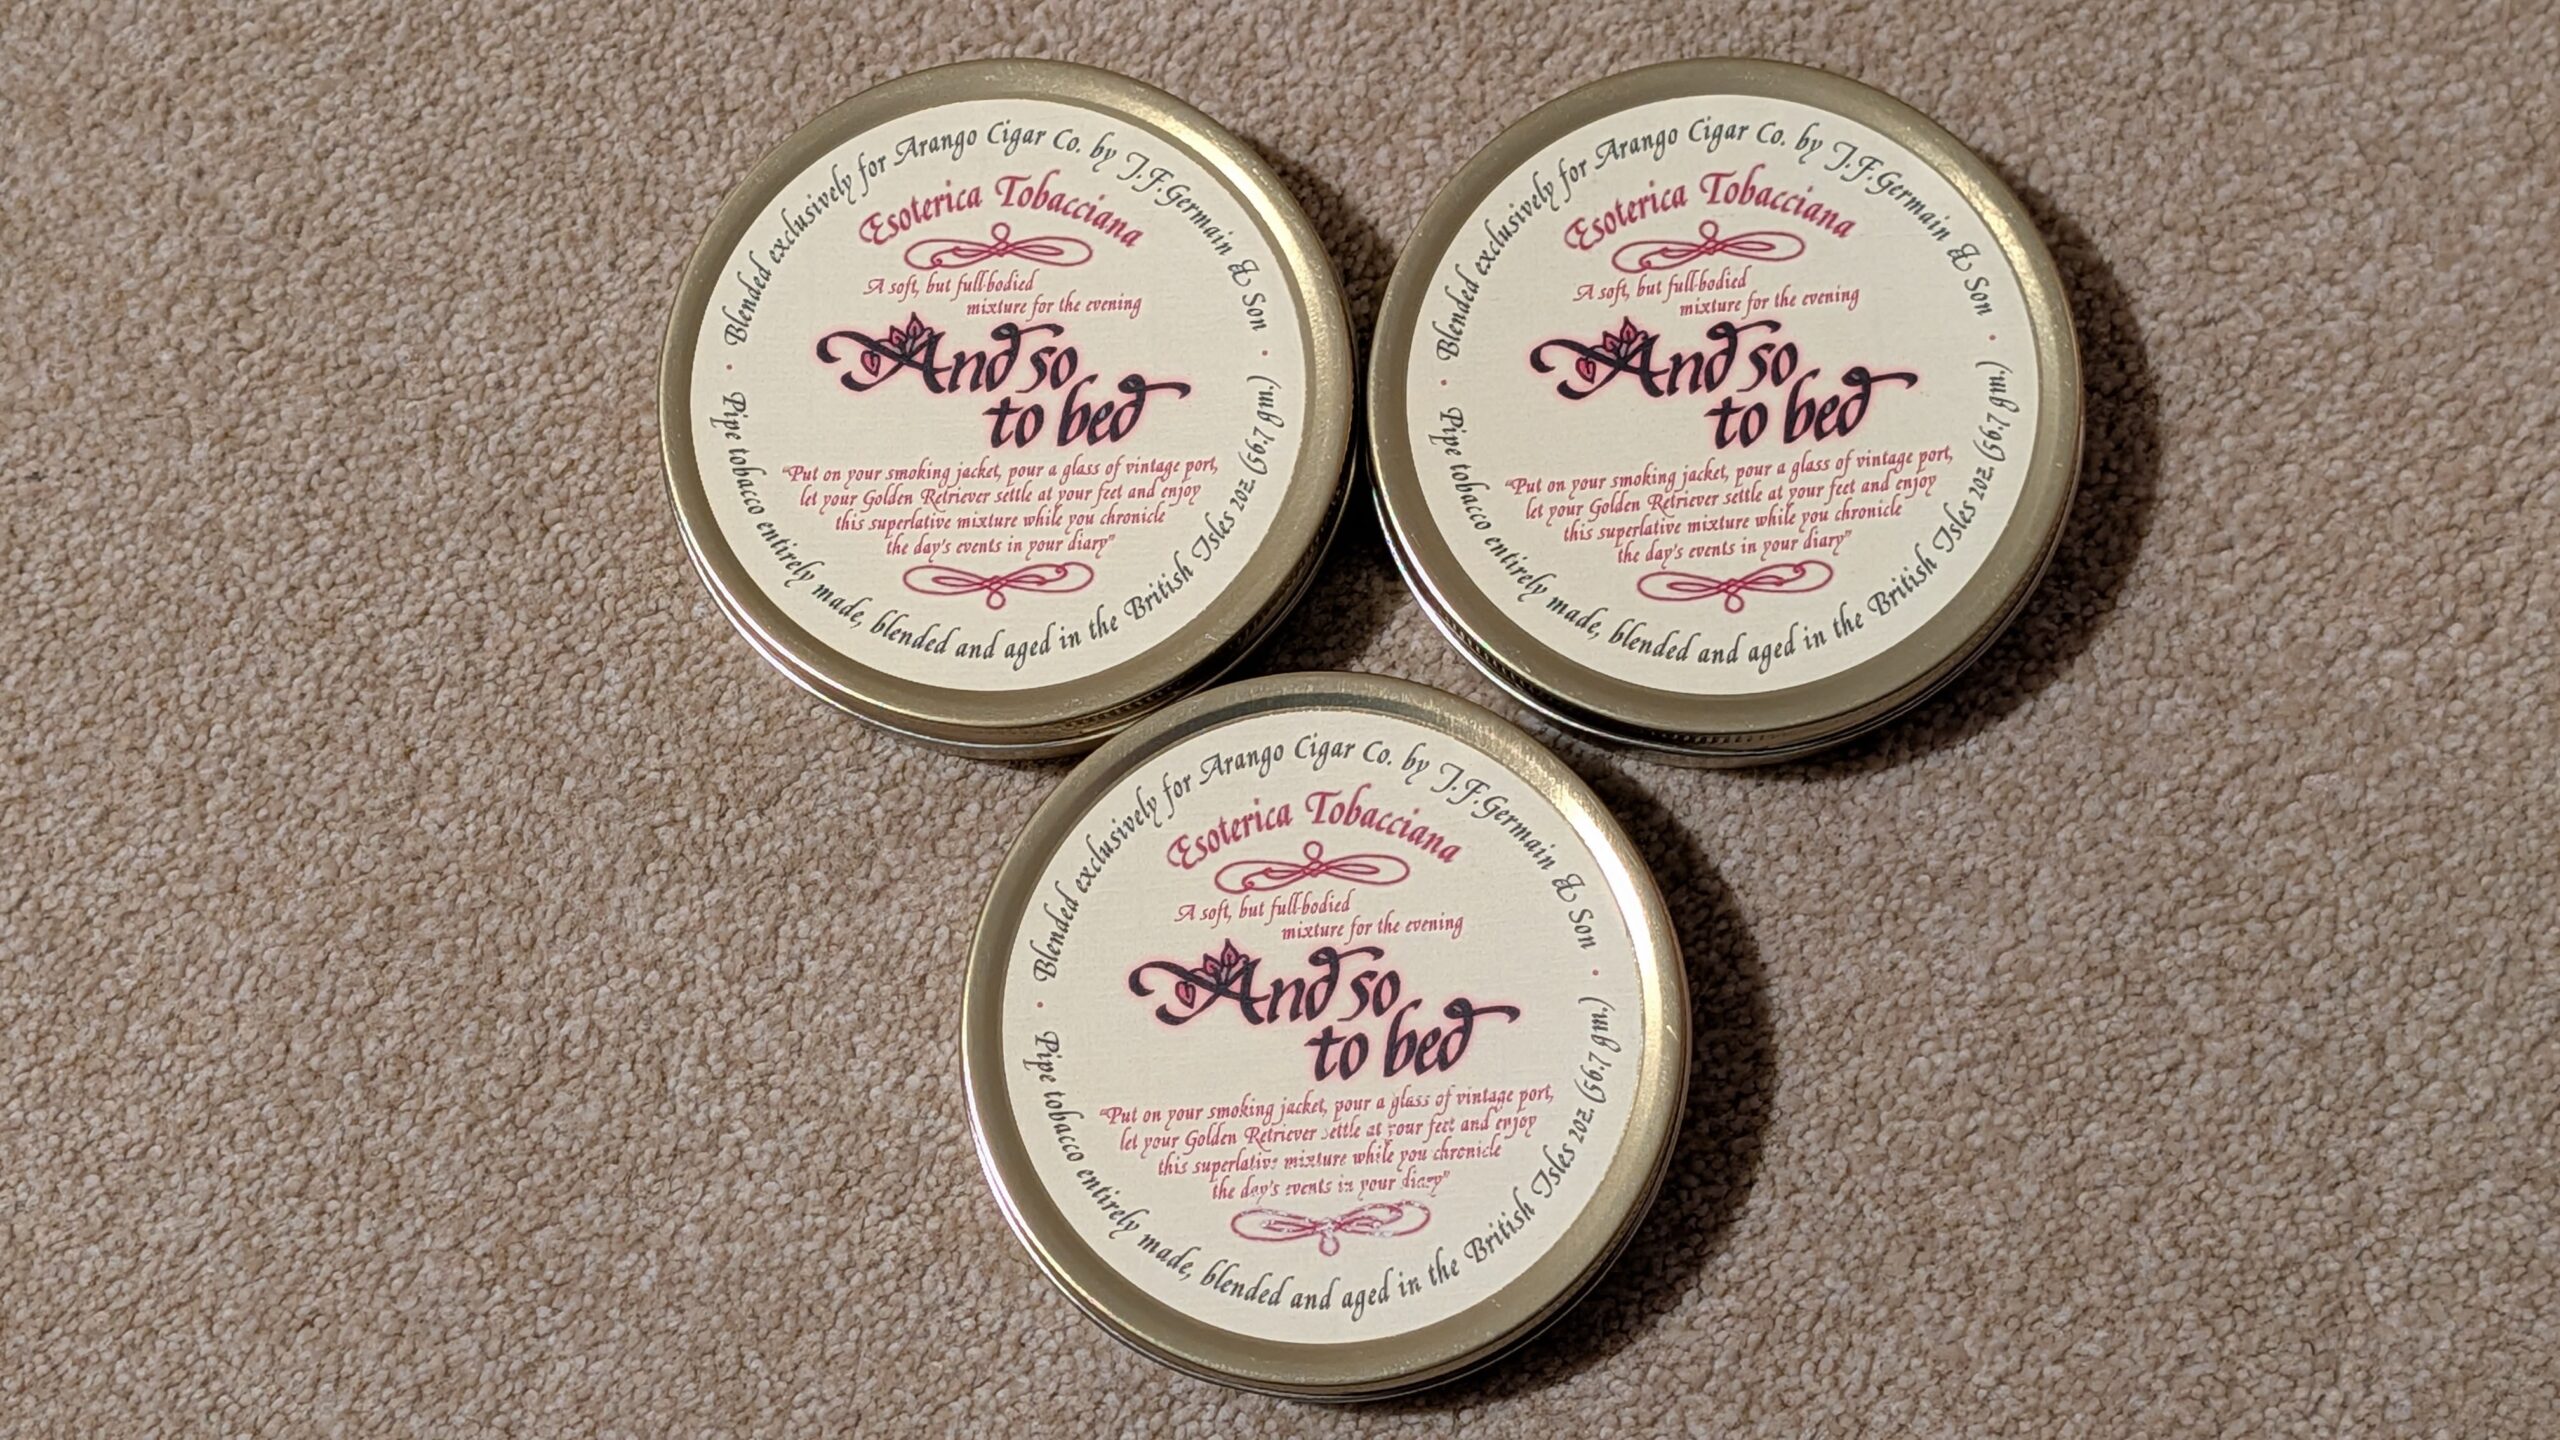 Blended exclusively for Arango Cigar Co. by J.F.Germain & Son
Esoterica Tobacciana
A soft, but full-bodied
mixture for the evening
And so
to bed
"Put on your smoking jacket, pour a glass of vintage port,
let your Golden Retriever settle at your feet and enjoy
this superlative mixture while you chronicle
the day's events in your diary"
Pipe tobacco entirely made, blended and aged in the British Isles 2oz. (56.7 gm.)
Blended exclusively for Arango Cigar Co. by J.F.Germain & Son
Esoterica Tobacciana
A soft, but full-bodied
mixture for the evening
And so
to bed
"Put on your smoking jacket, pour a glass of vintage port,
let your Golden Retriever settle at your feet and enjoy
this superlative mixture while you chronicle
the day's events in your diary"
Pipe tobacco entirely made, blended and aged in the British Isles 2oz. (56.7 gm.)
Blended exclusively for Arango Cigar Co. by J.F.Germain & Son
Esoterica Tobacciana
A soft, but full-bodied
mixture for the evening
And so
to bed
"Put on your smoking jacket, pour a glass of vintage port,
let your Golden Retriever settle at your feet and enjoy
this superlative mixture while you chronicle
the day's events in your diary"
Pipe tobacco entirely made, blended and aged in the British Isles 2oz. (56.7 gm.)